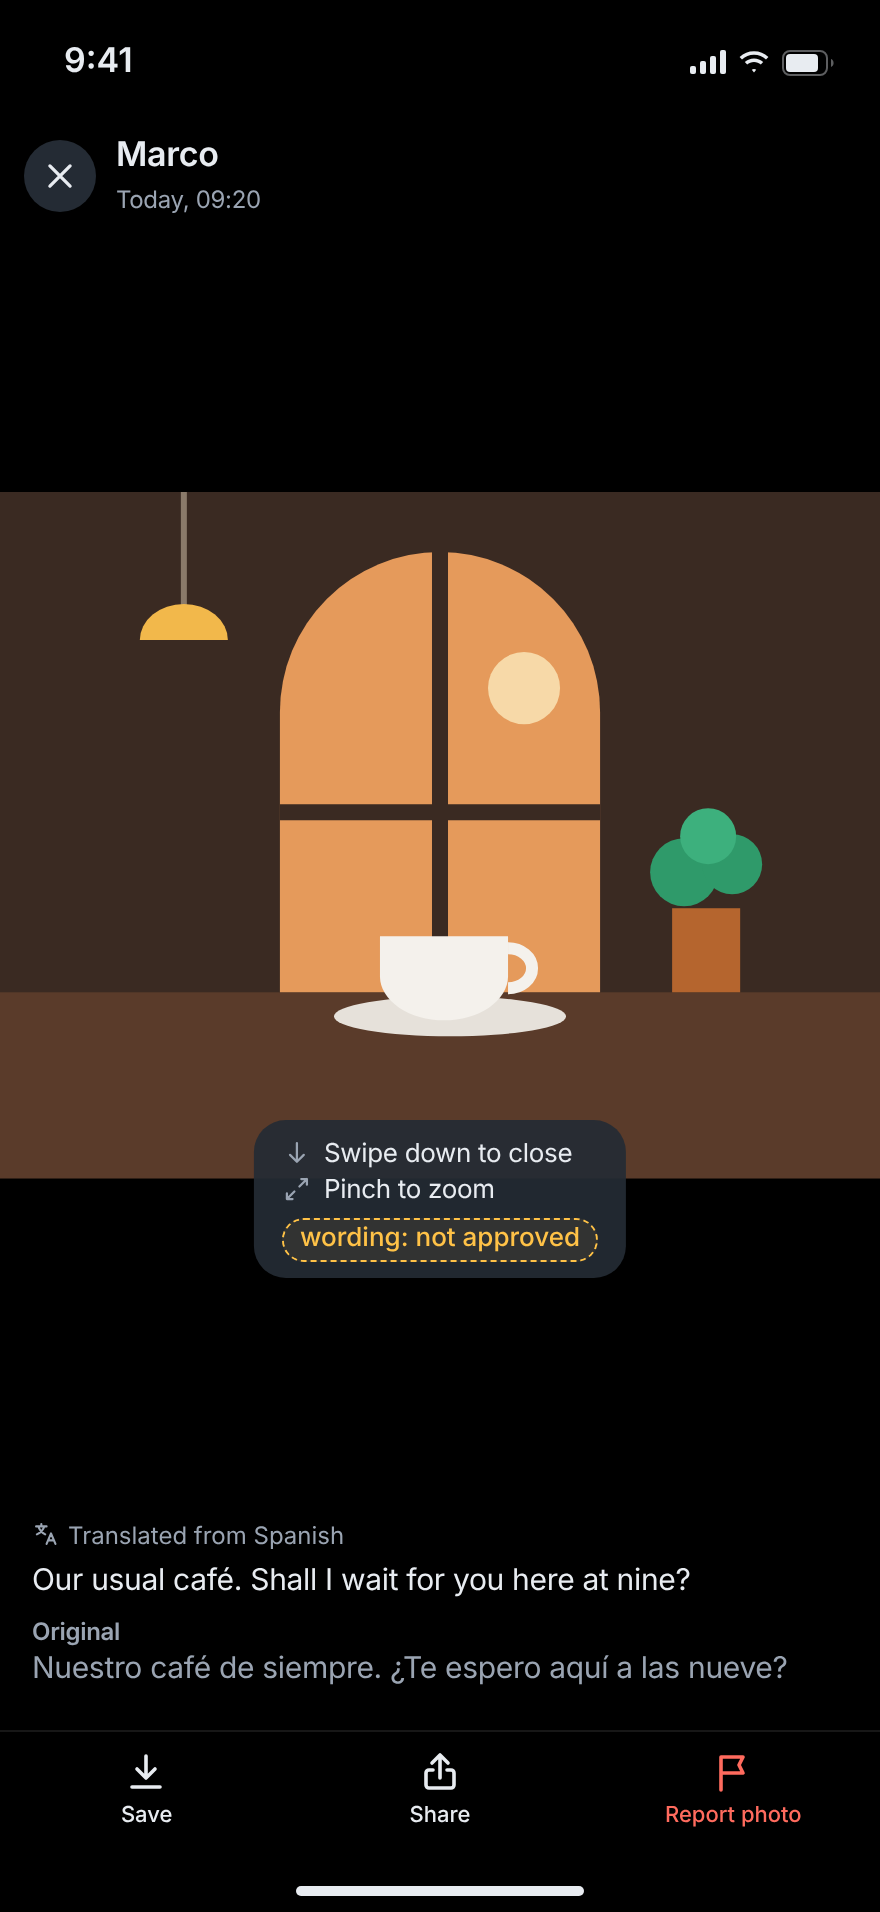 9:41
Marco
Today, 09:20
Swipe down to close
Pinch to zoom
wording: not approved
Translated from Spanish
Our usual café. Shall I wait for you here at nine?
Original
Nuestro café de siempre. ¿Te espero aquí a las nueve?
Save
Share
Report photo